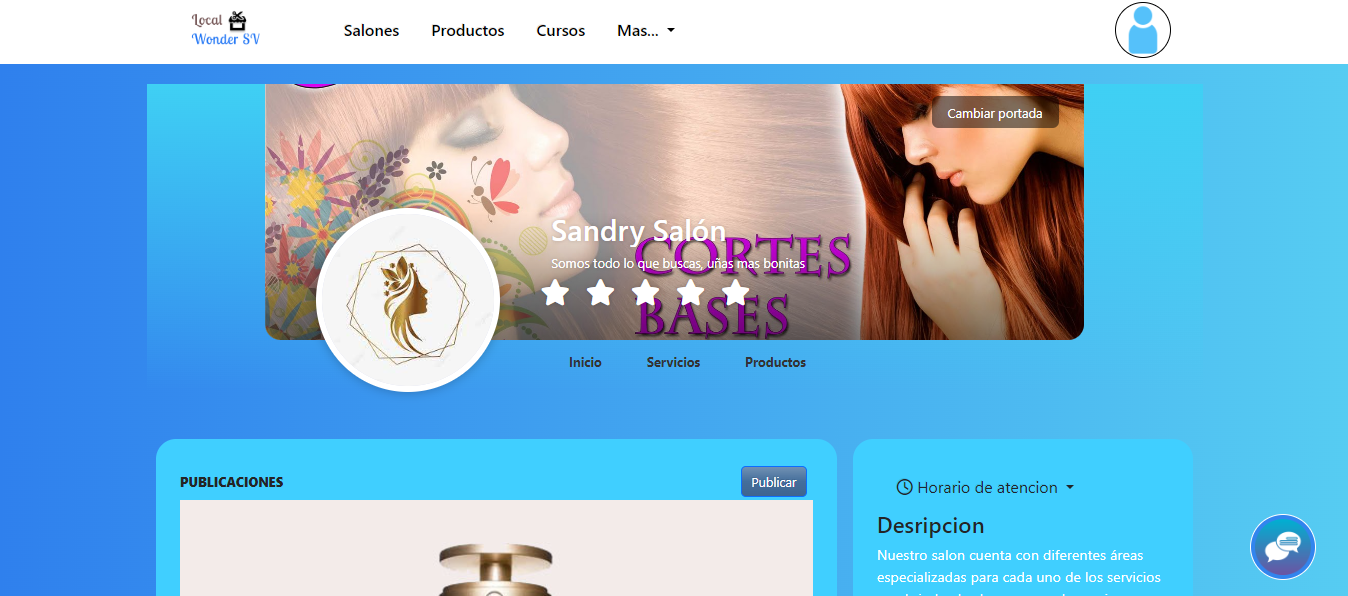 Local
Wonder SV
Salones
Productos
Cursos
Mas...
Cambiar portada
Sandry Salón
CORTES
Somos todo lo que buscas, uñas mas bonitas
BASES
Inicio
Servicios
Productos
PUBLICACIONES
Publicar
Horario de atencion
Desripcion
Nuestro salon cuenta con diferentes áreas
especializadas para cada uno de los servicios